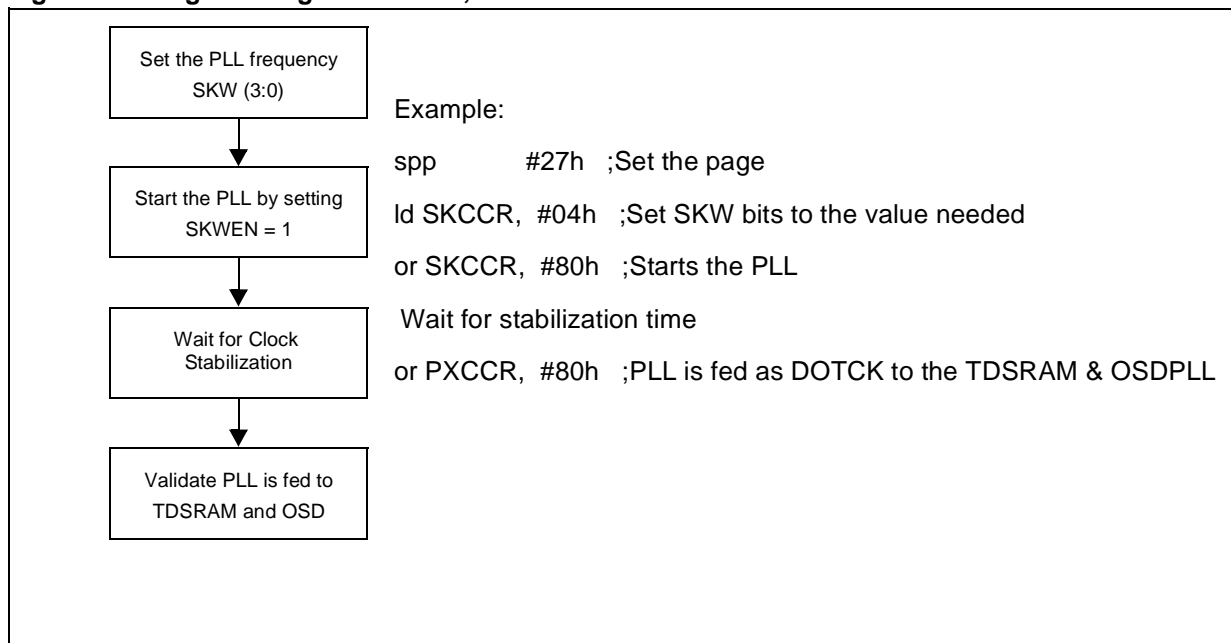 Set the PLL frequency
SKW (3:0)
Start the PLL by setting
SKWEN = 1
Wait for Clock
Stabilization
Validate PLL is fed to
TDSRAM and OSD
Example:
spp #27h ;Set the page
ld SKCCR, #04h ;Set SKW bits to the value needed
or SKCCR, #80h ;Starts the PLL
Wait for stabilization time
or PXCCR, #80h ;PLL is fed as DOTCK to the TDSRAM & OSDPLL